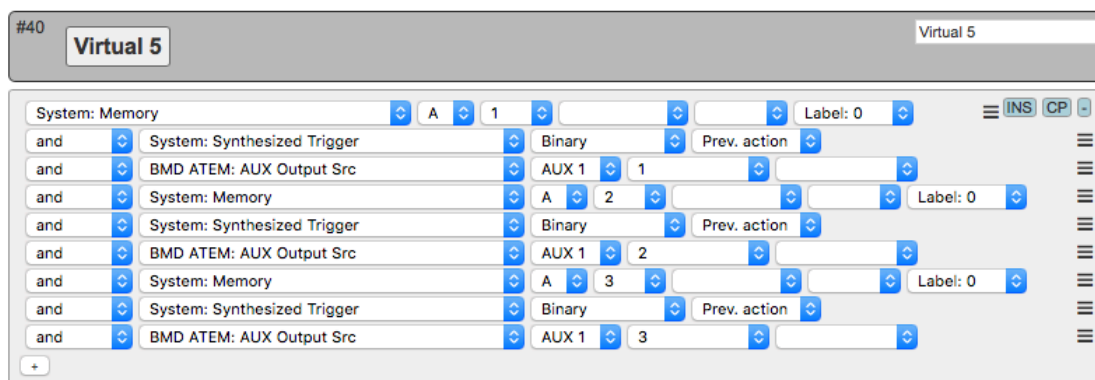 #40 Virtual 5 Virtual 5
System: Memory A 1 Label: 0 INS CP -
and System: Synthesized Trigger Binary Prev. action
and BMD ATEM: AUX Output Src AUX 1 1
and System: Memory A 2 Label: 0
and System: Synthesized Trigger Binary Prev. action
and BMD ATEM: AUX Output Src AUX 1 2
and System: Memory A 3 Label: 0
and System: Synthesized Trigger Binary Prev. action
and BMD ATEM: AUX Output Src AUX 1 3
+